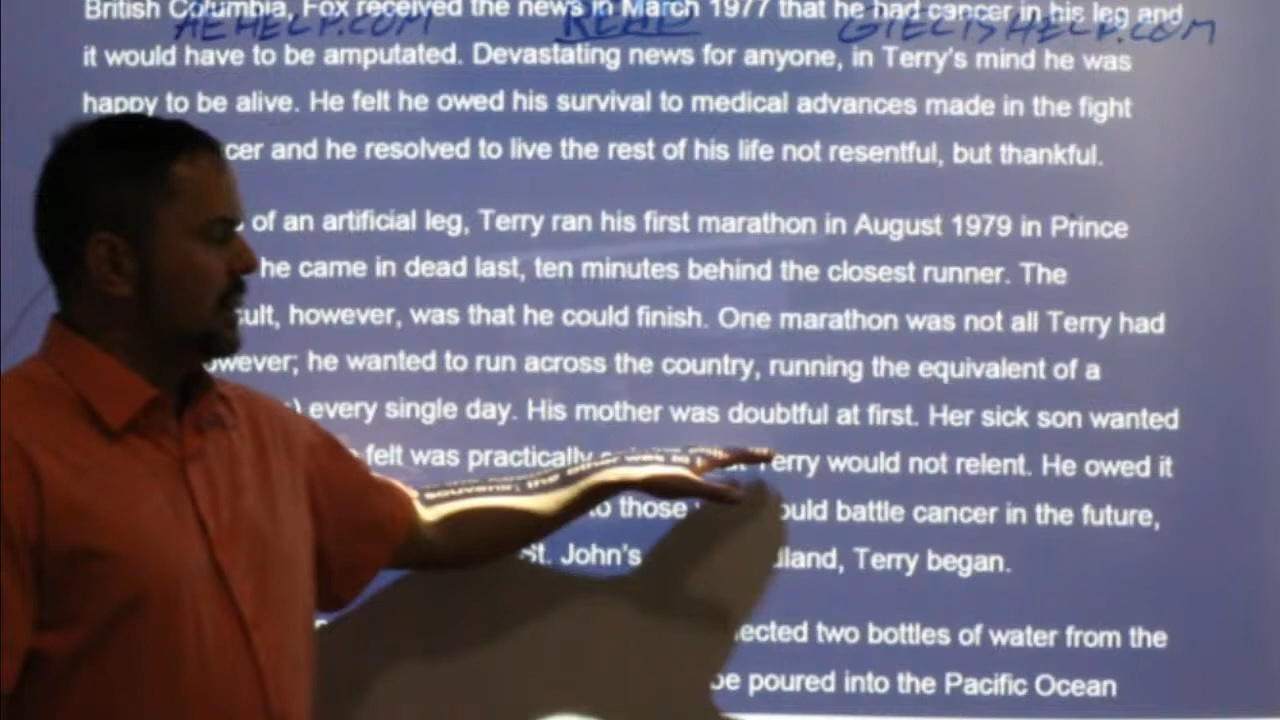 British Columbia, Fox received the news in March 1977 that he had cancer in his leg and
AEHELP.COM READ GIELTSHELP.COM
it would have to be amputated. Devastating news for anyone, in Terry's mind he was
happy to be alive. He felt he owed his survival to medical advances made in the fight
cer and he resolved to live the rest of his life not resentful, but thankful.
of an artificial leg, Terry ran his first marathon in August 1979 in Prince
he came in dead last, ten minutes behind the closest runner. The
sult, however, was that he could finish. One marathon was not all Terry had
owever; he wanted to run across the country, running the equivalent of a
) every single day. His mother was doubtful at first. Her sick son wanted
felt was practically Terry would not relent. He owed it
to those ould battle cancer in the future,
St. John's dland, Terry began.
ected two bottles of water from the
be poured into the Pacific Ocean